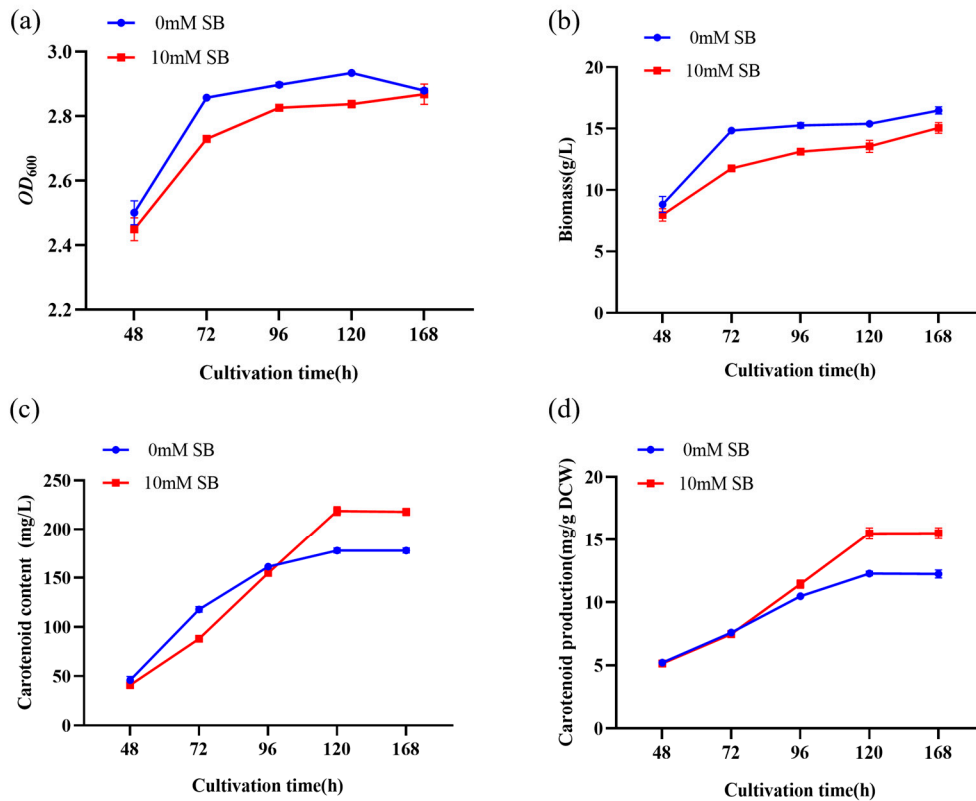 (a)
0mM SB
10mM SB
3.0
2.8
2.6
2.4
2.2
OD600
48 72 96 120 168
Cultivation time(h)
(b)
0mM SB
10mM SB
20
15
10
5
0
Biomass(g/L)
48 72 96 120 168
Cultivation time(h)
(c)
0mM SB
10mM SB
250
200
150
100
50
0
Carotenoid content (mg/L)
48 72 96 120 168
Cultivation time(h)
(d)
0mM SB
10mM SB
20
15
10
5
0
Carotenoid production(mg/g DCW)
48 72 96 120 168
Cultivation time(h)